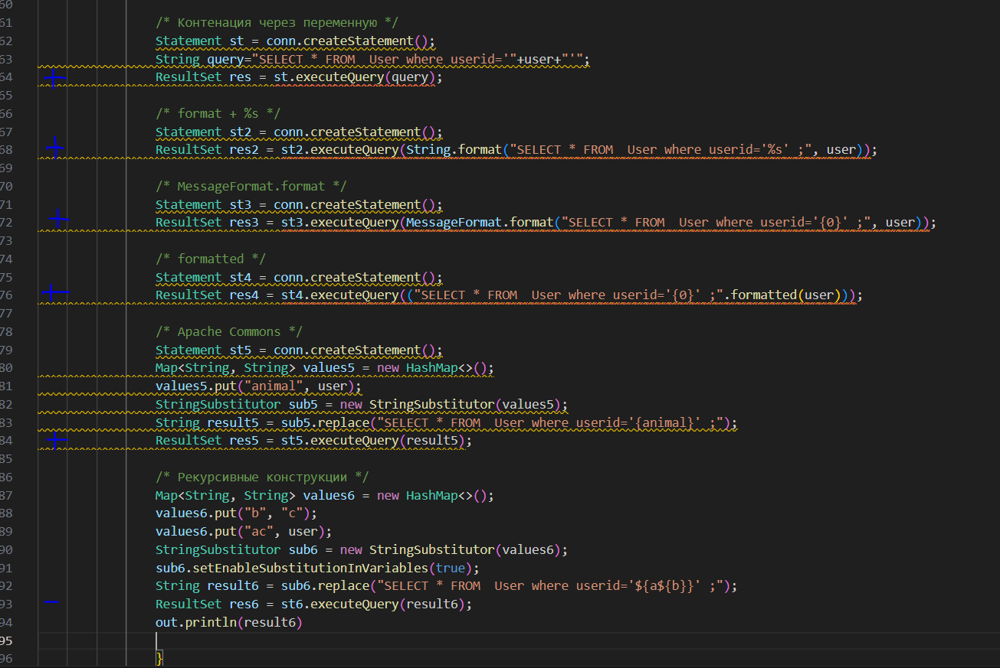 60
61 /* Контенация через переменную */
62 Statement st = conn.createStatement();
63 String query="SELECT * FROM  User where userid='"+user+"'";
64 ResultSet res = st.executeQuery(query);
65
66 /* format + %s */
67 Statement st2 = conn.createStatement();
68 ResultSet res2 = st2.executeQuery(String.format("SELECT * FROM  User where userid='%s' ;", user));
69
70 /* MessageFormat.format */
71 Statement st3 = conn.createStatement();
72 ResultSet res3 = st3.executeQuery(MessageFormat.format("SELECT * FROM  User where userid='{0}' ;", user));
73
74 /* formatted */
75 Statement st4 = conn.createStatement();
76 ResultSet res4 = st4.executeQuery(("SELECT * FROM  User where userid='{0}' ;".formatted(user)));
77
78 /* Apache Commons */
79 Statement st5 = conn.createStatement();
80 Map<String, String> values5 = new HashMap<>();
81 values5.put("animal", user);
82 StringSubstitutor sub5 = new StringSubstitutor(values5);
83 String result5 = sub5.replace("SELECT * FROM  User where userid='{animal}' ;");
84 ResultSet res5 = st5.executeQuery(result5);
85
86 /* Рекурсивные конструкции */
87 Map<String, String> values6 = new HashMap<>();
88 values6.put("b", "c");
89 values6.put("ac", user);
90 StringSubstitutor sub6 = new StringSubstitutor(values6);
91 sub6.setEnableSubstitutionInVariables(true);
92 String result6 = sub6.replace("SELECT * FROM  User where userid='${a${b}}' ;");
93 ResultSet res6 = st6.executeQuery(result6);
94 out.println(result6)
95
96 }